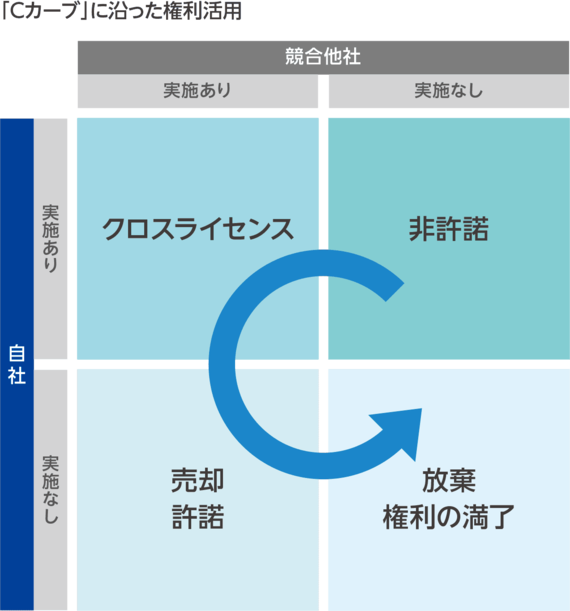 「Cカーブ」に沿った権利活用
競合他社
実施あり
実施なし
自社
実施あり
クロスライセンス
非許諾
実施なし
売却
許諾
放棄
権利の満了